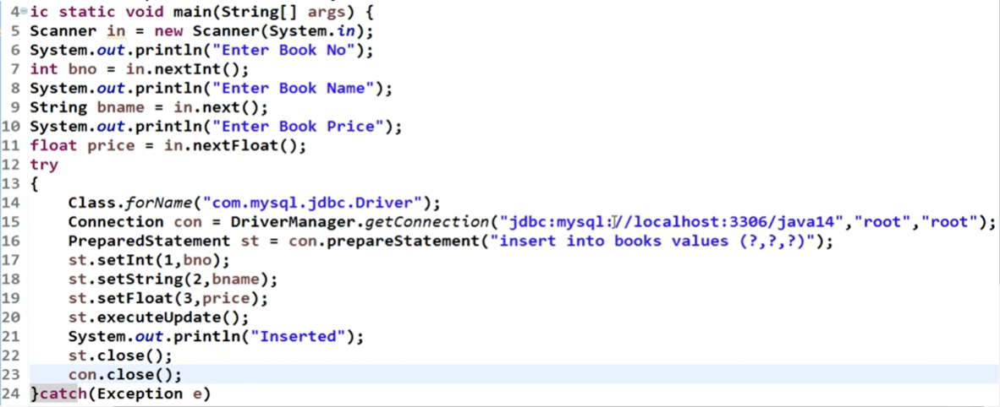 4 ic static void main(String[] args) {
5 Scanner in = new Scanner(System.in);
6 System.out.println("Enter Book No");
7 int bno = in.nextInt();
8 System.out.println("Enter Book Name");
9 String bname = in.next();
10 System.out.println("Enter Book Price");
11 float price = in.nextFloat();
12 try
13 {
14 Class.forName("com.mysql.jdbc.Driver");
15 Connection con = DriverManager.getConnection("jdbc:mysql://localhost:3306/java14","root","root");
16 PreparedStatement st = con.prepareStatement("insert into books values (?,?,?)");
17 st.setInt(1,bno);
18 st.setString(2,bname);
19 st.setFloat(3,price);
20 st.executeUpdate();
21 System.out.println("Inserted");
22 st.close();
23 con.close();
24 }catch(Exception e)